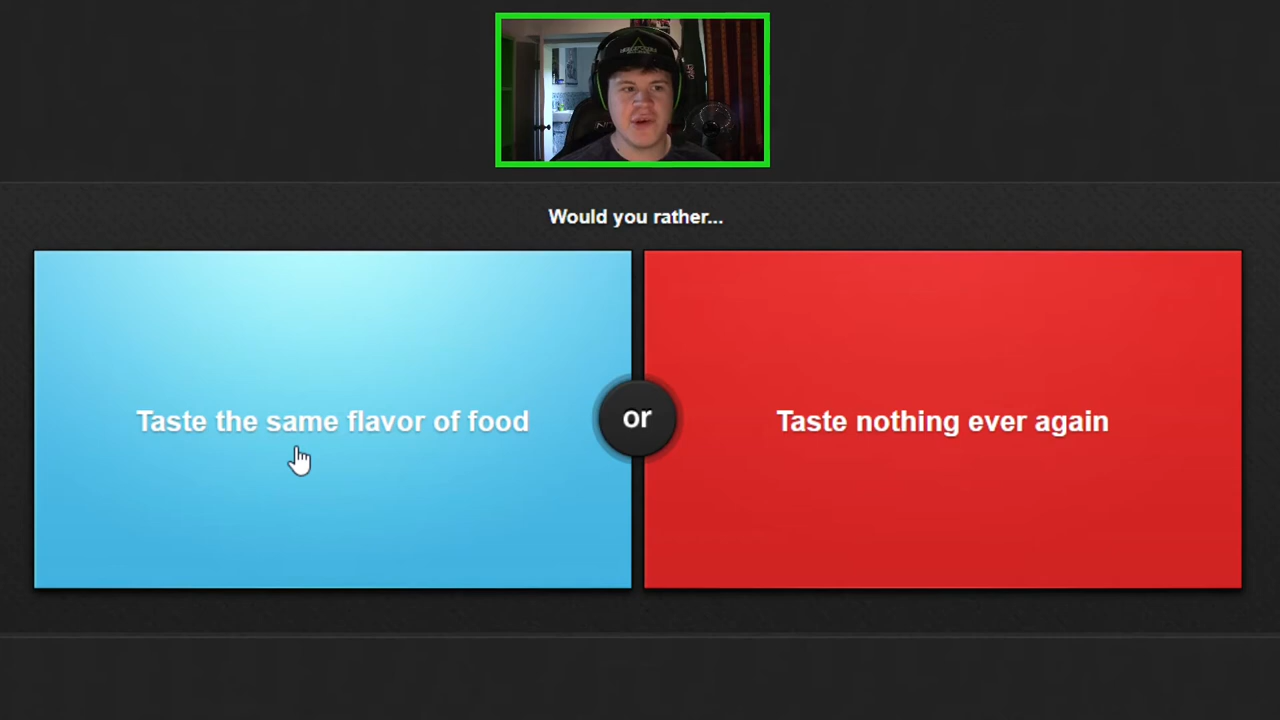 Would you rather...
Taste the same flavor of food
or
Taste nothing ever again